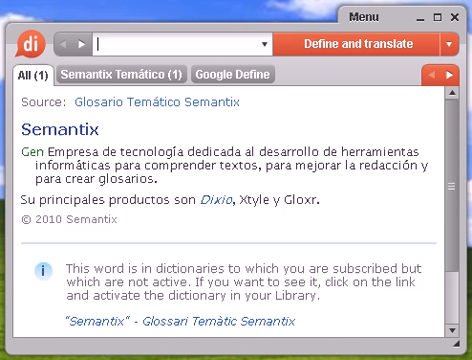 Menu
di
Define and translate
All (1)
Semantix Temático (1)
Google Define
Source: Glosario Temático Semantix
Semantix
Gen Empresa de tecnología dedicada al desarrollo de herramientas
informáticas para comprender textos, para mejorar la redacción y
para crear glosarios.
Su principales producton son Dixio, Xtyle y Gloxr.
© 2010 Semantix
This word is in dictionaries to which you are subscribed but
which are not active. If you want to see it, click on the link
and activate the dictionary in your Library.
"Semantix" - Glossari Temàtic Semantix